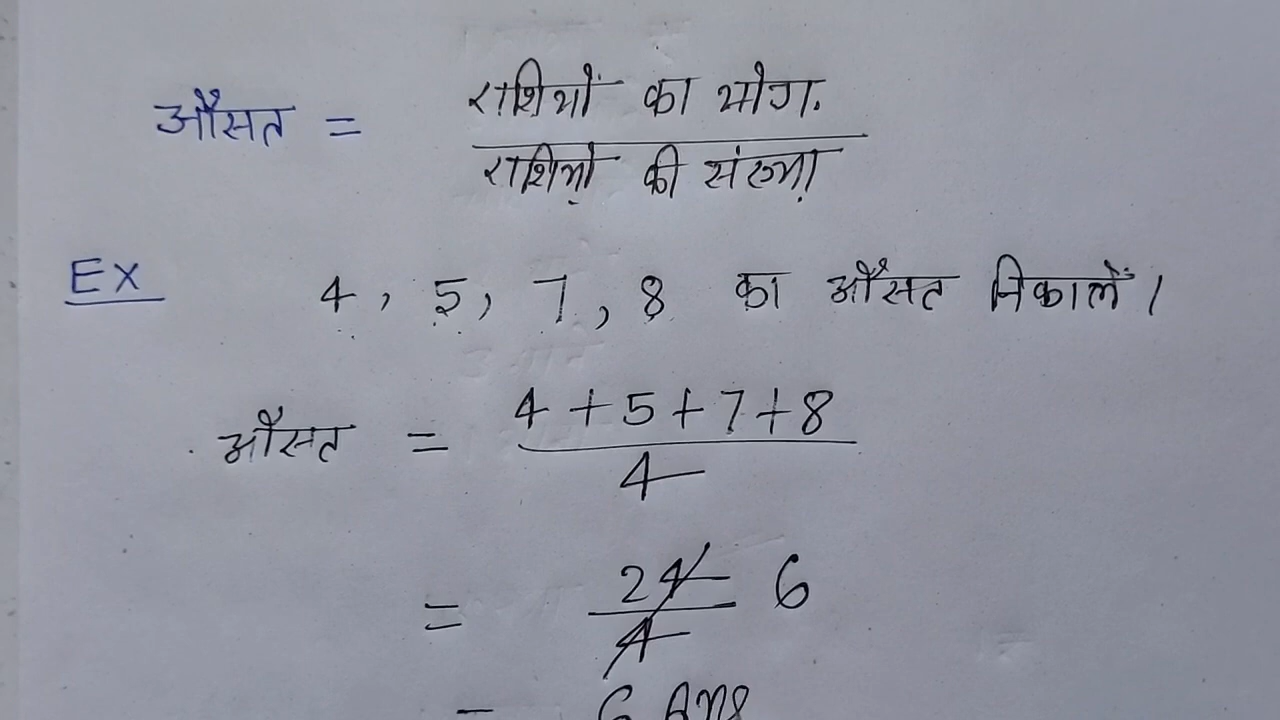 औसत = राशियों का योग. / राशियों की संख्या
EX 4, 5, 7, 8 का औसत निकालें।
औसत = 4+5+7+8 / 4
= 24/4 6
= 6 Ans